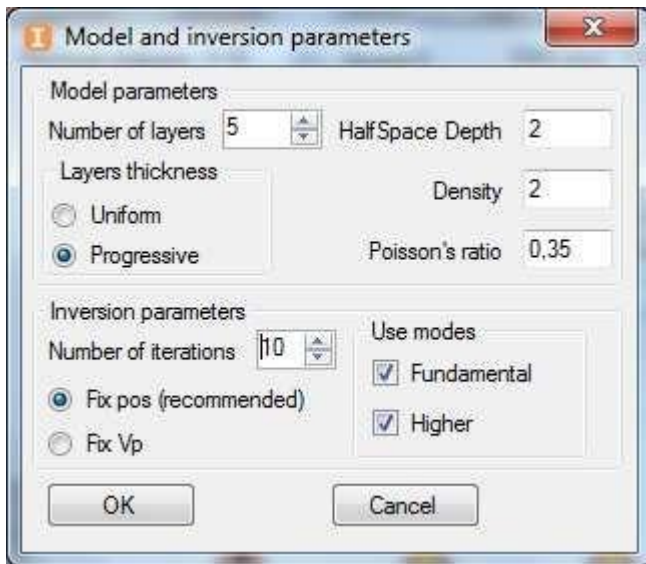 Model and inversion parameters
Model parameters
Number of layers 5 HalfSpace Depth 2
Layers thickness
Density 2
Uniform
Progressive Poisson's ratio 0,35
Inversion parameters
Number of iterations 10 Use modes
Fundamental
Fix pos (recommended)
Higher
Fix Vp
OK Cancel